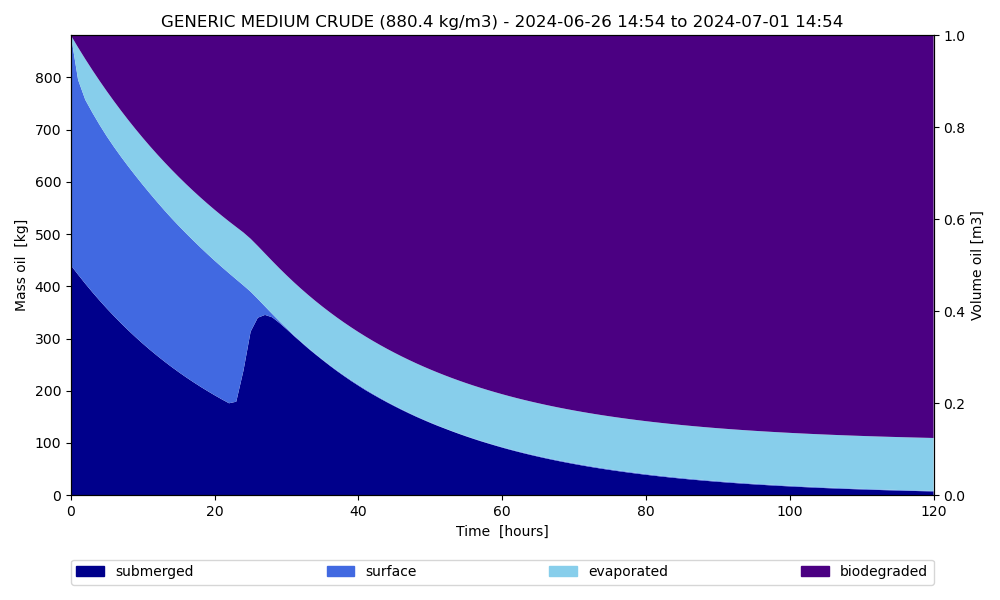 GENERIC MEDIUM CRUDE (880.4 kg/m3) - 2024-06-26 14:54 to 2024-07-01 14:54
Mass oil [kg]
800
700
600
500
400
300
200
100
0
1.0
0.8
0.6
0.4
0.2
0.0
Volume oil [m3]
0 20 40 60 80 100 120
Time [hours]
submerged surface evaporated biodegraded